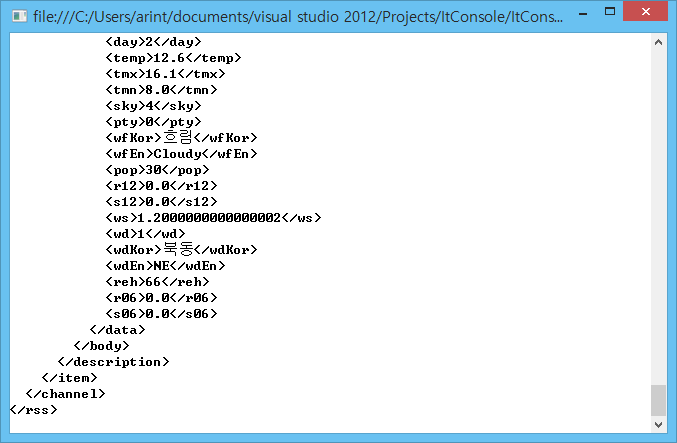 file:///C:/Users/arint/documents/visual studio 2012/Projects/ItConsole/ItCons...
<day>2</day>
<temp>12.6</temp>
<tmx>16.1</tmx>
<tmn>8.0</tmn>
<sky>4</sky>
<pty>0</pty>
<wfKor>흐림</wfKor>
<wfEn>Cloudy</wfEn>
<pop>30</pop>
<r12>0.0</r12>
<s12>0.0</s12>
<ws>1.2000000000000002</ws>
<wd>1</wd>
<wdKor>북동</wdKor>
<wdEn>NE</wdEn>
<reh>66</reh>
<r06>0.0</r06>
<s06>0.0</s06>
</data>
</body>
</description>
</item>
</channel>
</rss>